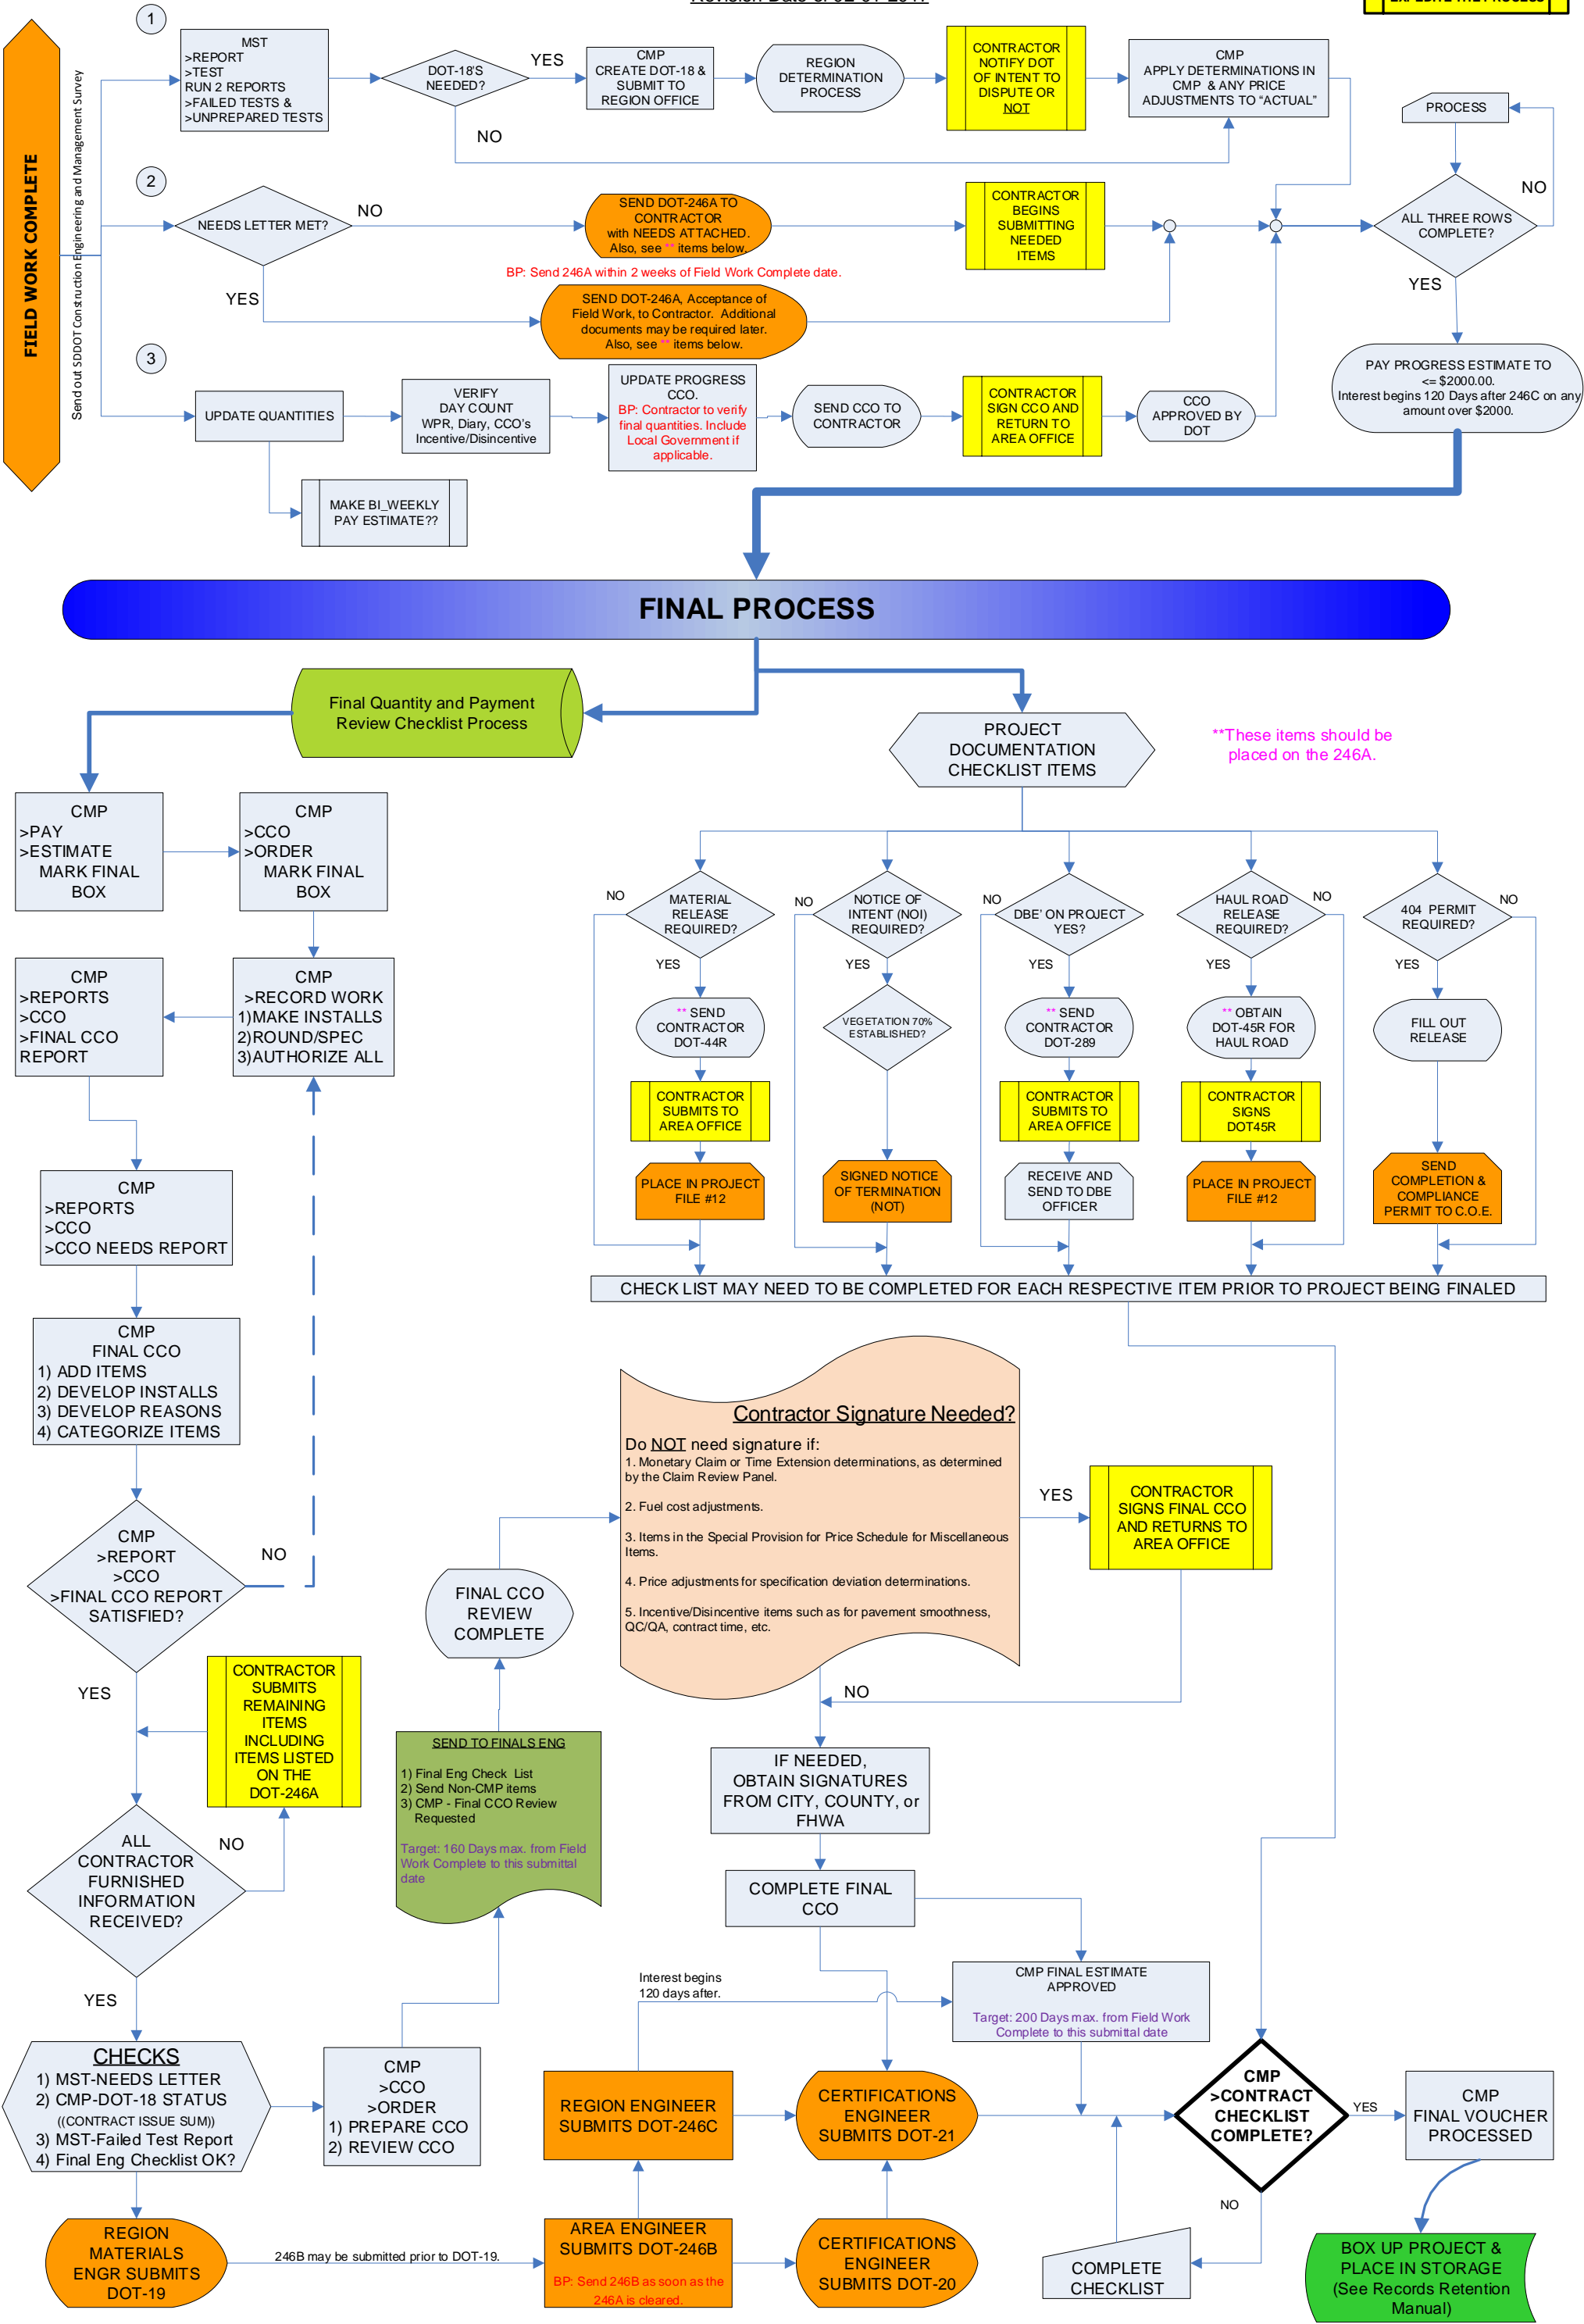 FIELD WORK COMPLETE
Send out SDDOT Construction Engineering and Management Survey
1
MST
>REPORT
>TEST
RUN 2 REPORTS
>FAILED TESTS &
>UNPREPARED TESTS
DOT-18'S
NEEDED?
YES
NO
CMP
CREATE DOT-18 &
SUBMIT TO
REGION OFFICE
REGION
DETERMINATION
PROCESS
CONTRACTOR
NOTIFY DOT
OF INTENT TO
DISPUTE OR
NOT
CMP
APPLY DETERMINATIONS IN
CMP & ANY PRICE
ADJUSTMENTS TO “ACTUAL”
PROCESS
NO
ALL THREE ROWS
COMPLETE?
YES
2
NEEDS LETTER MET?
NO
YES
SEND DOT-246A TO
CONTRACTOR
with NEEDS ATTACHED.
Also, see ** items below.
CONTRACTOR
BEGINS
SUBMITTING
NEEDED
ITEMS
BP: Send 246A within 2 weeks of Field Work Complete date.
SEND DOT-246A, Acceptance of
Field Work, to Contractor. Additional
documents may be required later.
Also, see ** items below.
3
UPDATE QUANTITIES
VERIFY
DAY COUNT
WPR, Diary, CCO's
Incentive/Disincentive
UPDATE PROGRESS
CCO.
BP: Contractor to verify
final quantities. Include
Local Government if
applicable.
SEND CCO TO
CONTRACTOR
CONTRACTOR
SIGN CCO AND
RETURN TO
AREA OFFICE
CCO
APPROVED BY
DOT
PAY PROGRESS ESTIMATE TO
<= $2000.00.
Interest begins 120 Days after 246C on any
amount over $2000.
MAKE BI_WEEKLY
PAY ESTIMATE??
FINAL PROCESS
Final Quantity and Payment
Review Checklist Process
PROJECT
DOCUMENTATION
CHECKLIST ITEMS
**These items should be
placed on the 246A.
CMP
>PAY
>ESTIMATE
MARK FINAL
BOX
CMP
>CCO
>ORDER
MARK FINAL
BOX
CMP
>REPORTS
>CCO
>FINAL CCO
REPORT
CMP
>RECORD WORK
1)MAKE INSTALLS
2)ROUND/SPEC
3)AUTHORIZE ALL
NO
MATERIAL
RELEASE
REQUIRED?
YES
** SEND
CONTRACTOR
DOT-44R
CONTRACTOR
SUBMITS TO
AREA OFFICE
PLACE IN PROJECT
FILE #12
NO
NOTICE OF
INTENT (NOI)
REQUIRED?
YES
VEGETATION 70%
ESTABLISHED?
SIGNED NOTICE
OF TERMINATION
(NOT)
NO
DBE' ON PROJECT
YES?
YES
** SEND
CONTRACTOR
DOT-289
CONTRACTOR
SUBMITS TO
AREA OFFICE
RECEIVE AND
SEND TO DBE
OFFICER
HAUL ROAD
RELEASE
REQUIRED?
NO
YES
** OBTAIN
DOT-45R FOR
HAUL ROAD
CONTRACTOR
SIGNS
DOT45R
PLACE IN PROJECT
FILE #12
404 PERMIT
REQUIRED?
NO
YES
FILL OUT
RELEASE
SEND
COMPLETION &
COMPLIANCE
PERMIT TO C.O.E.
CHECK LIST MAY NEED TO BE COMPLETED FOR EACH RESPECTIVE ITEM PRIOR TO PROJECT BEING FINALED
CMP
>REPORTS
>CCO
>CCO NEEDS REPORT
CMP
FINAL CCO
1) ADD ITEMS
2) DEVELOP INSTALLS
3) DEVELOP REASONS
4) CATEGORIZE ITEMS
CMP
>REPORT
>CCO
>FINAL CCO REPORT
SATISFIED?
NO
YES
CONTRACTOR
SUBMITS
REMAINING
ITEMS
INCLUDING
ITEMS LISTED
ON THE
DOT-246A
ALL
CONTRACTOR
FURNISHED
INFORMATION
RECEIVED?
NO
YES
FINAL CCO
REVIEW
COMPLETE
SEND TO FINALS ENG
1) Final Eng Check List
2) Send Non-CMP items
3) CMP - Final CCO Review
Requested
Target: 160 Days max. from Field
Work Complete to this submittal
date
Contractor Signature Needed?
Do NOT need signature if:
1. Monetary Claim or Time Extension determinations, as determined
by the Claim Review Panel.
2. Fuel cost adjustments.
3. Items in the Special Provision for Price Schedule for Miscellaneous
Items.
4. Price adjustments for specification deviation determinations.
5. Incentive/Disincentive items such as for pavement smoothness,
QC/QA, contract time, etc.
YES
CONTRACTOR
SIGNS FINAL CCO
AND RETURNS TO
AREA OFFICE
NO
IF NEEDED,
OBTAIN SIGNATURES
FROM CITY, COUNTY, or
FHWA
COMPLETE FINAL
CCO
CMP FINAL ESTIMATE
APPROVED
Target: 200 Days max. from Field Work
Complete to this submittal date
Interest begins
120 days after.
CHECKS
1) MST-NEEDS LETTER
2) CMP-DOT-18 STATUS
((CONTRACT ISSUE SUM))
3) MST-Failed Test Report
4) Final Eng Checklist OK?
CMP
>CCO
>ORDER
1) PREPARE CCO
2) REVIEW CCO
REGION ENGINEER
SUBMITS DOT-246C
CERTIFICATIONS
ENGINEER
SUBMITS DOT-21
CMP
>CONTRACT
CHECKLIST
COMPLETE?
YES
NO
CMP
FINAL VOUCHER
PROCESSED
REGION
MATERIALS
ENGR SUBMITS
DOT-19
246B may be submitted prior to DOT-19.
AREA ENGINEER
SUBMITS DOT-246B
BP: Send 246B as soon as the
246A is cleared.
CERTIFICATIONS
ENGINEER
SUBMITS DOT-20
COMPLETE
CHECKLIST
BOX UP PROJECT &
PLACE IN STORAGE
(See Records Retention
Manual)